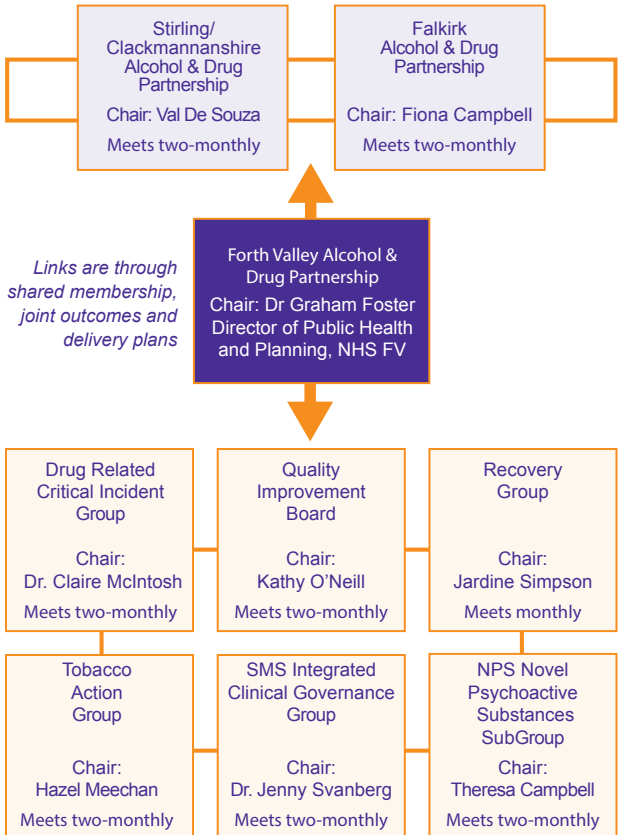 Stirling/
Clackmannanshire
Alcohol & Drug
Partnership
Chair: Val De Souza
Meets two-monthly
Falkirk
Alcohol & Drug
Partnership
Chair: Fiona Campbell
Meets two-monthly
Links are through
shared membership,
joint outcomes and
delivery plans
Forth Valley Alcohol &
Drug Partnership
Chair: Dr Graham Foster
Director of Public Health
and Planning, NHS FV
Drug Related
Critical Incident
Group
Chair:
Dr. Claire McIntosh
Meets two-monthly
Quality
Improvement
Board
Chair:
Kathy O’Neill
Meets two-monthly
Recovery
Group
Chair:
Jardine Simpson
Meets monthly
Tobacco
Action
Group
Chair:
Hazel Meechan
Meets two-monthly
SMS Integrated
Clinical Governance
Group
Chair:
Dr. Jenny Svanberg
Meets two-monthly
NPS Novel
Psychoactive
Substances
SubGroup
Chair:
Theresa Campbell
Meets two-monthly